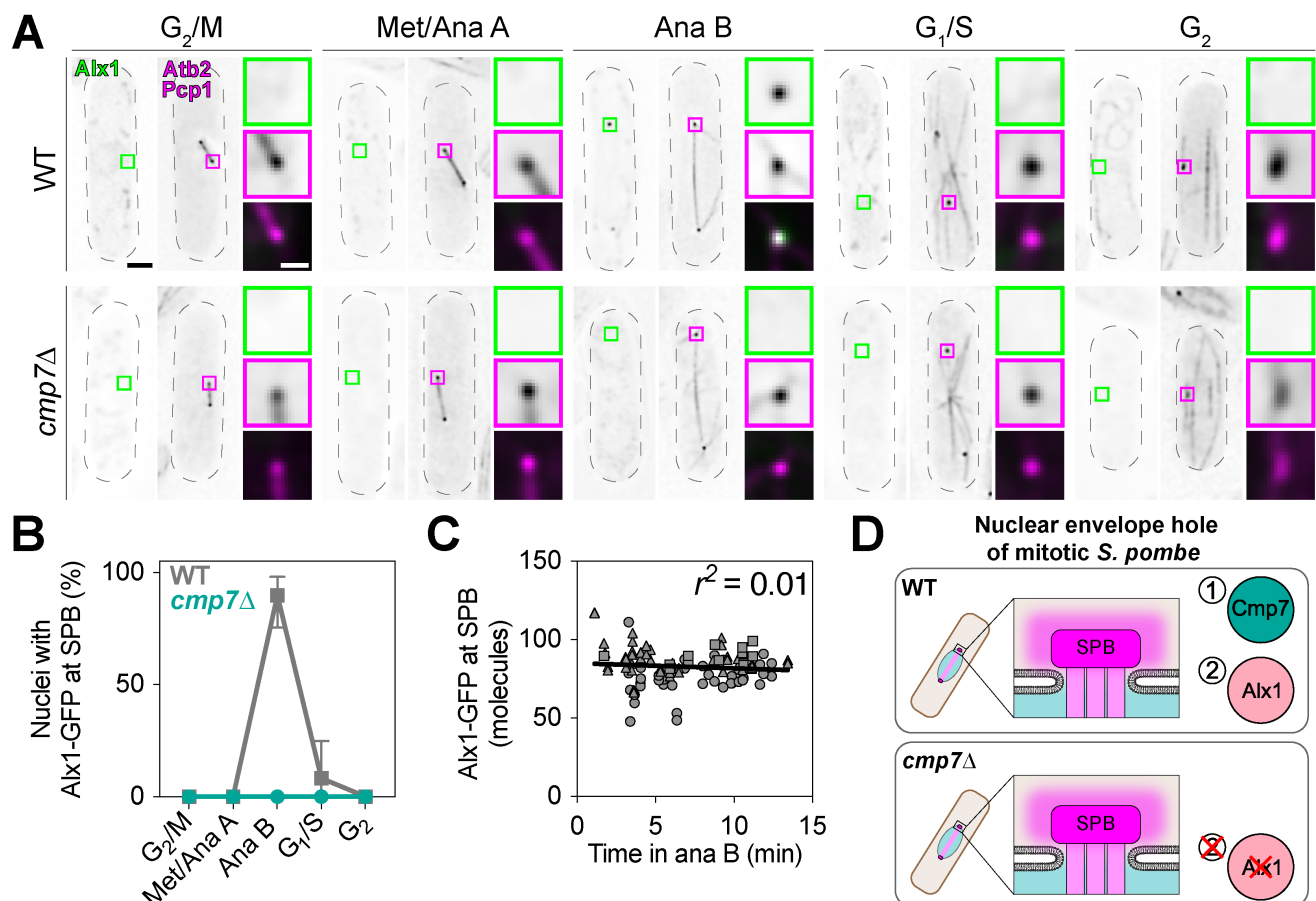 A
G₂/M
Met/Ana A
Ana B
G₁/S
G₂
WT
Alx1
Atb2
Pcp1
cmp7Δ
B
Nuclei with
Alx1-GFP at SPB (%)
100
50
0
WT
cmp7Δ
G₂/M
Met/Ana A
Ana B
G₁/S
G₂
C
Alx1-GFP at SPB
(molecules)
150
100
50
0
r² = 0.01
0
5
10
15
Time in ana B (min)
D
Nuclear envelope hole
of mitotic S. pombe
WT
SPB
1
Cmp7
2
Alx1
cmp7Δ
SPB
2
Alx1